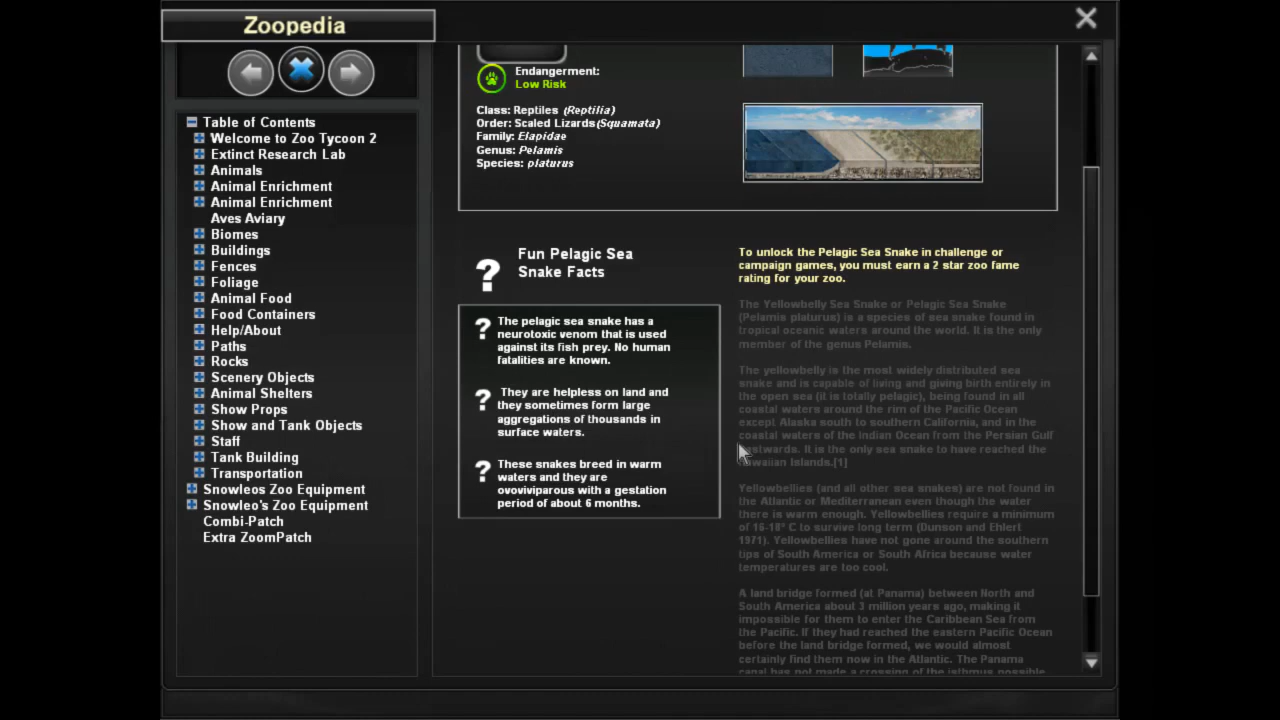 Zoopedia
Table of Contents
Welcome to Zoo Tycoon 2
Extinct Research Lab
Animals
Animal Enrichment
Animal Enrichment
Aves Aviary
Biomes
Buildings
Fences
Foliage
Animal Food
Food Containers
Help/About
Paths
Rocks
Scenery Objects
Animal Shelters
Show Props
Show and Tank Objects
Staff
Tank Building
Transportation
Snowleos Zoo Equipment
Snowleo's Zoo Equipment
Combi-Patch
Extra ZoomPatch
Endangerment:
Low Risk
Class: Reptiles (Reptilia)
Order: Scaled Lizards(Squamata)
Family: Elapidae
Genus: Pelamis
Species: platurus
Fun Pelagic Sea
Snake Facts
? The pelagic sea snake has a
neurotoxic venom that is used
against its fish prey. No human
fatalities are known.
? They are helpless on land and
they sometimes form large
aggregations of thousands in
surface waters.
? These snakes breed in warm
waters and they are
ovoviviparous with a gestation
period of about 6 months.
To unlock the Pelagic Sea Snake in challenge or
campaign games, you must earn a 2 star zoo fame
rating for your zoo.
The Yellowbelly Sea Snake or Pelagic Sea Snake
(Pelamis platurus) is a species of sea snake found in
tropical oceanic waters around the world. It is the only
member of the genus Pelamis.
The yellowbelly is the most widely distributed sea
snake and is capable of living and giving birth entirely in
the open sea (it is totally pelagic), being found in all
coastal waters around the rim of the Pacific Ocean
except Alaska south to southern California, and in the
coastal waters of the Indian Ocean from the Persian Gulf
eastwards. It is the only sea snake to have reached the
Hawaiian Islands.[1]
Yellowbellies (and all other sea snakes) are not found in
the Atlantic or Mediterranean even though the water
there is warm enough. Yellowbellies require a minimum
of 16-18° C to survive long term (Dunson and Ehlert
1971). Yellowbellies have not gone around the southern
tips of South America or South Africa because water
temperatures are too cool.
A land bridge formed (at Panama) between North and
South America about 3 million years ago, making it
impossible for them to enter the Caribbean Sea from
the Pacific. If they had reached the eastern Pacific Ocean
before the land bridge formed, we would almost
certainly find them now in the Atlantic. The Panama
canal has not made a crossing of the isthmus possible